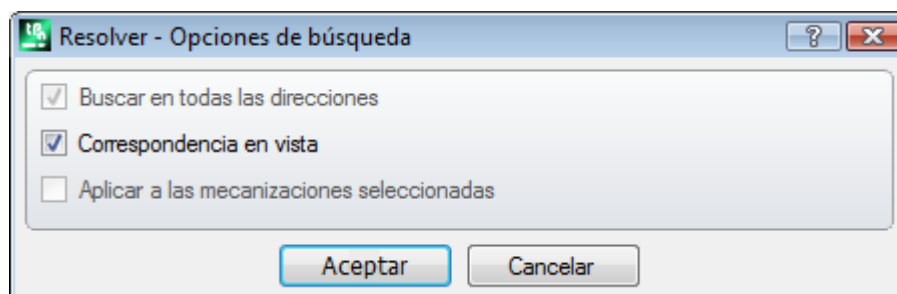 Resolver - Opciones de búsqueda
Buscar en todas las direcciones
Correspondencia en vista
Aplicar a las mecanizaciones seleccionadas
Aceptar Cancelar